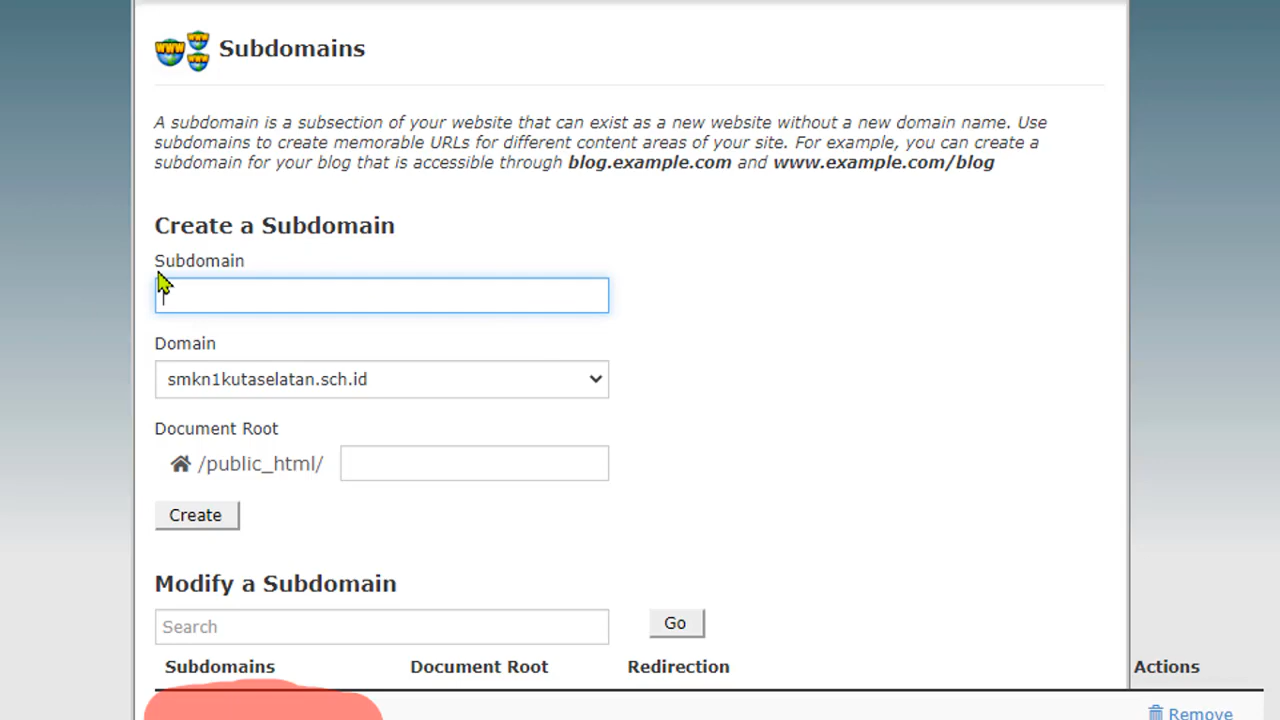 Subdomains
A subdomain is a subsection of your website that can exist as a new website without a new domain name. Use
subdomains to create memorable URLs for different content areas of your site. For example, you can create a
subdomain for your blog that is accessible through blog.example.com and www.example.com/blog
Create a Subdomain
Subdomain
Domain
smkn1kutaselatan.sch.id
Document Root
/public_html/
Create
Modify a Subdomain
Search Go
Subdomains Document Root Redirection Actions
Remove